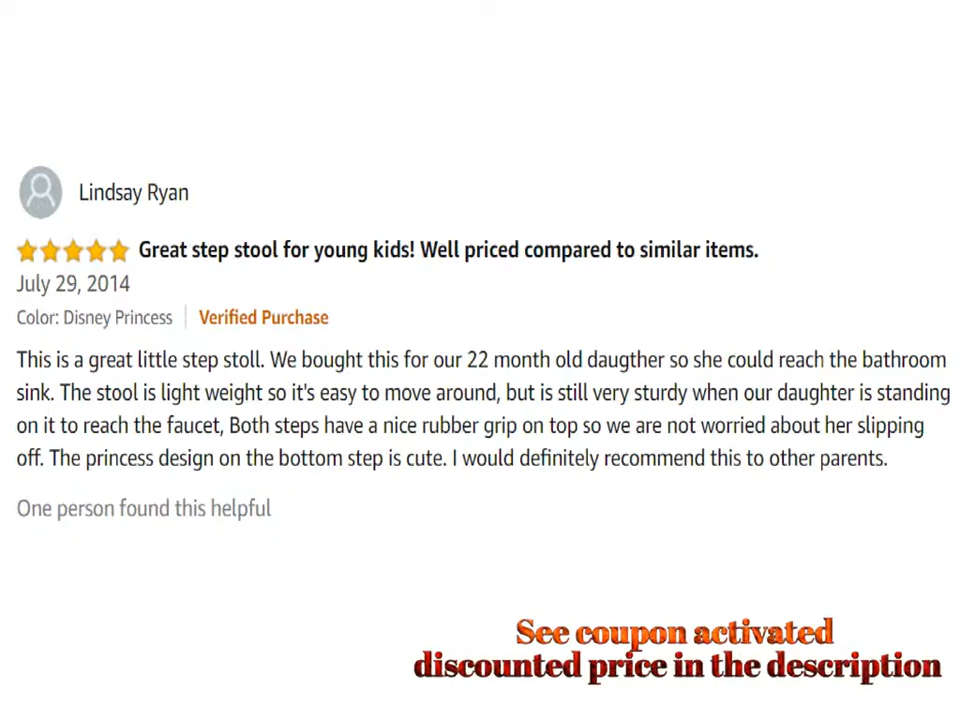 Lindsay Ryan
Great step stool for young kids! Well priced compared to similar items.
July 29, 2014
Color: Disney Princess Verified Purchase
This is a great little step stoll. We bought this for our 22 month old daugther so she could reach the bathroom
sink. The stool is light weight so it's easy to move around, but is still very sturdy when our daughter is standing
on it to reach the faucet, Both steps have a nice rubber grip on top so we are not worried about her slipping
off. The princess design on the bottom step is cute. I would definitely recommend this to other parents.
One person found this helpful
See coupon activated
discounted price in the description